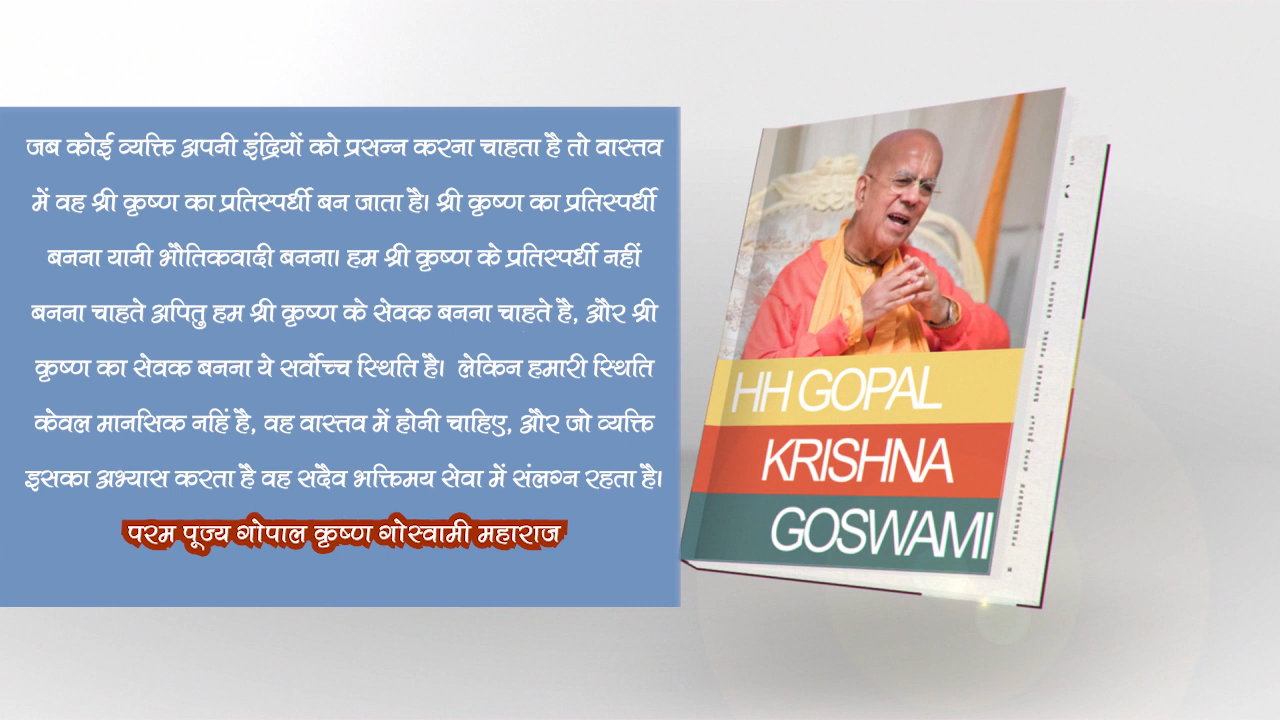 जब कोई व्यक्ति अपनी इंद्रियों को प्रसन्न करना चाहता है तो वास्तव
में वह श्री कृष्ण का प्रतिस्पर्धी बन जाता है। श्री कृष्ण का प्रतिस्पर्धी
बनना यानी भौतिकवादी बनना। हम श्री कृष्ण के प्रतिस्पर्धी नहीं
बनना चाहते अपितु हम श्री कृष्ण के सेवक बनना चाहते है, और श्री
कृष्ण का सेवक बनना ये सर्वोच्च स्थिति है। लेकिन हमारी स्थिति
केवल मानसिक नहिं है, वह वास्तव में होनी चाहिए, और जो व्यक्ति
इसका अभ्यास करता है वह सदैव भक्तिमय सेवा में संलग्न रहता है।
परम पूज्य गोपाल कृष्ण गोस्वामी महाराज
HH GOPAL
KRISHNA
GOSWAMI